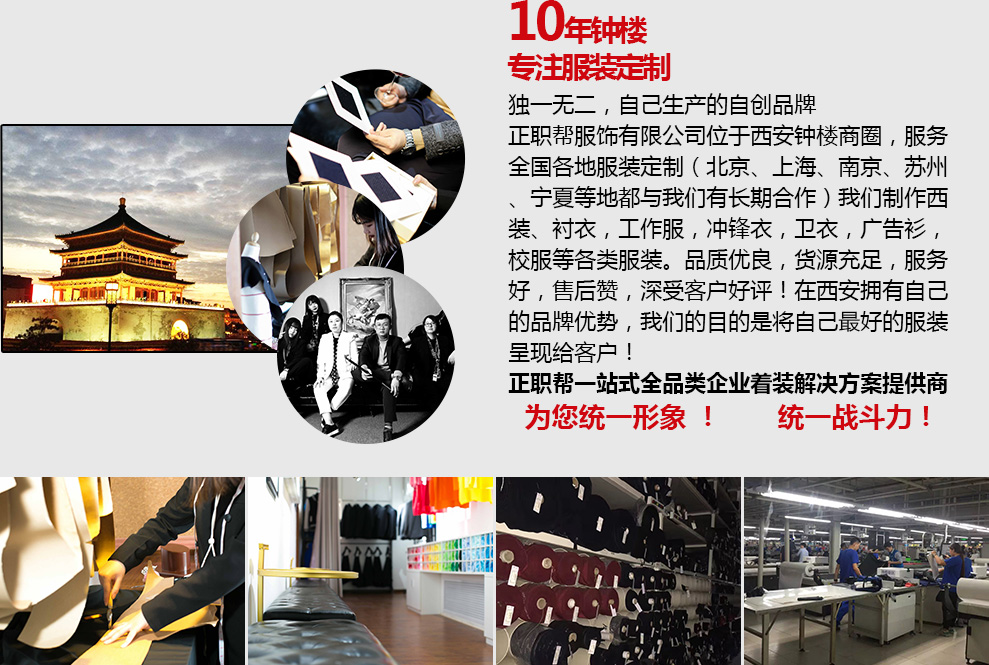 10年钟楼
专注服装定制
独一无二，自己生产的自创品牌
正职帮服饰有限公司位于西安钟楼商圈，服务
全国各地服装定制（北京、上海、南京、苏州
、宁夏等地都与我们有长期合作）我们制作西
装、衬衣，工作服，冲锋衣，卫衣，广告衫，
校服等各类服装。品质优良，货源充足，服务
好，售后赞，深受客户好评！在西安拥有自己
的品牌优势，我们的目的是将自己最好的服装
呈现给客户！
正职帮一站式全品类企业着装解决方案提供商
为您统一形象 ！ 统一战斗力！